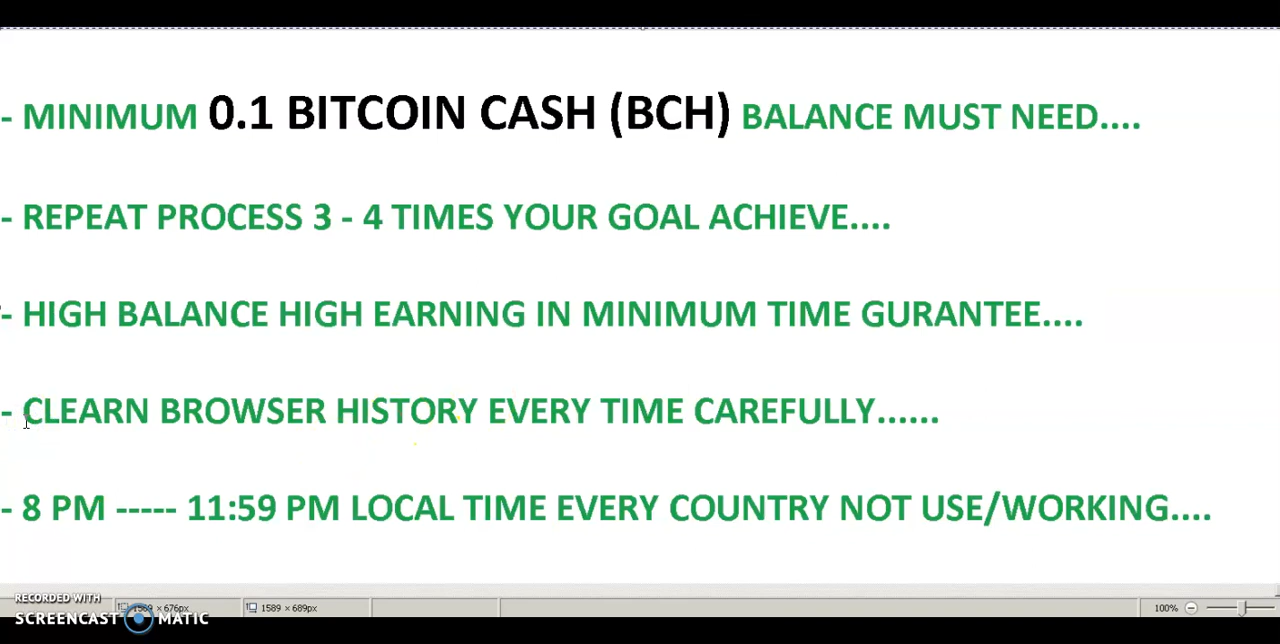 - MINIMUM 0.1 BITCOIN CASH (BCH) BALANCE MUST NEED....
- REPEAT PROCESS 3 - 4 TIMES YOUR GOAL ACHIEVE....
- HIGH BALANCE HIGH EARNING IN MINIMUM TIME GURANTEE....
- CLEARN BROWSER HISTORY EVERY TIME CAREFULLY......
- 8 PM ----- 11:59 PM LOCAL TIME EVERY COUNTRY NOT USE/WORKING....
RECORDED WITH
SCREENCAST MATIC
1569 × 676px
1589 × 689px
100%